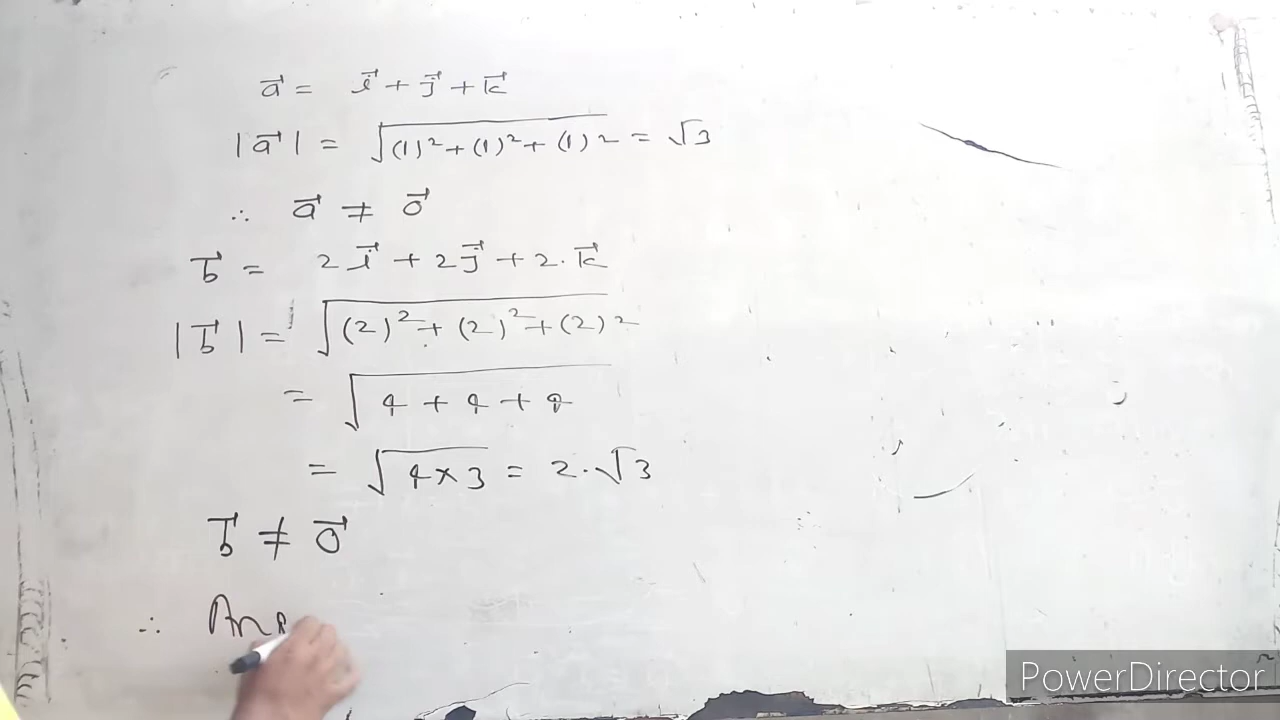 a⃗ = i⃗ + j⃗ + k⃗
|a⃗| = √((1)² + (1)² + (1)²) = √3
∴ a⃗ ≠ 0⃗
b⃗ = 2i⃗ + 2j⃗ + 2.k⃗
|b⃗| = √((2)² + (2)² + (2)²)
= √(4 + 4 + 4)
= √(4×3) = 2.√3
b⃗ ≠ 0⃗
∴ Ans
PowerDirector